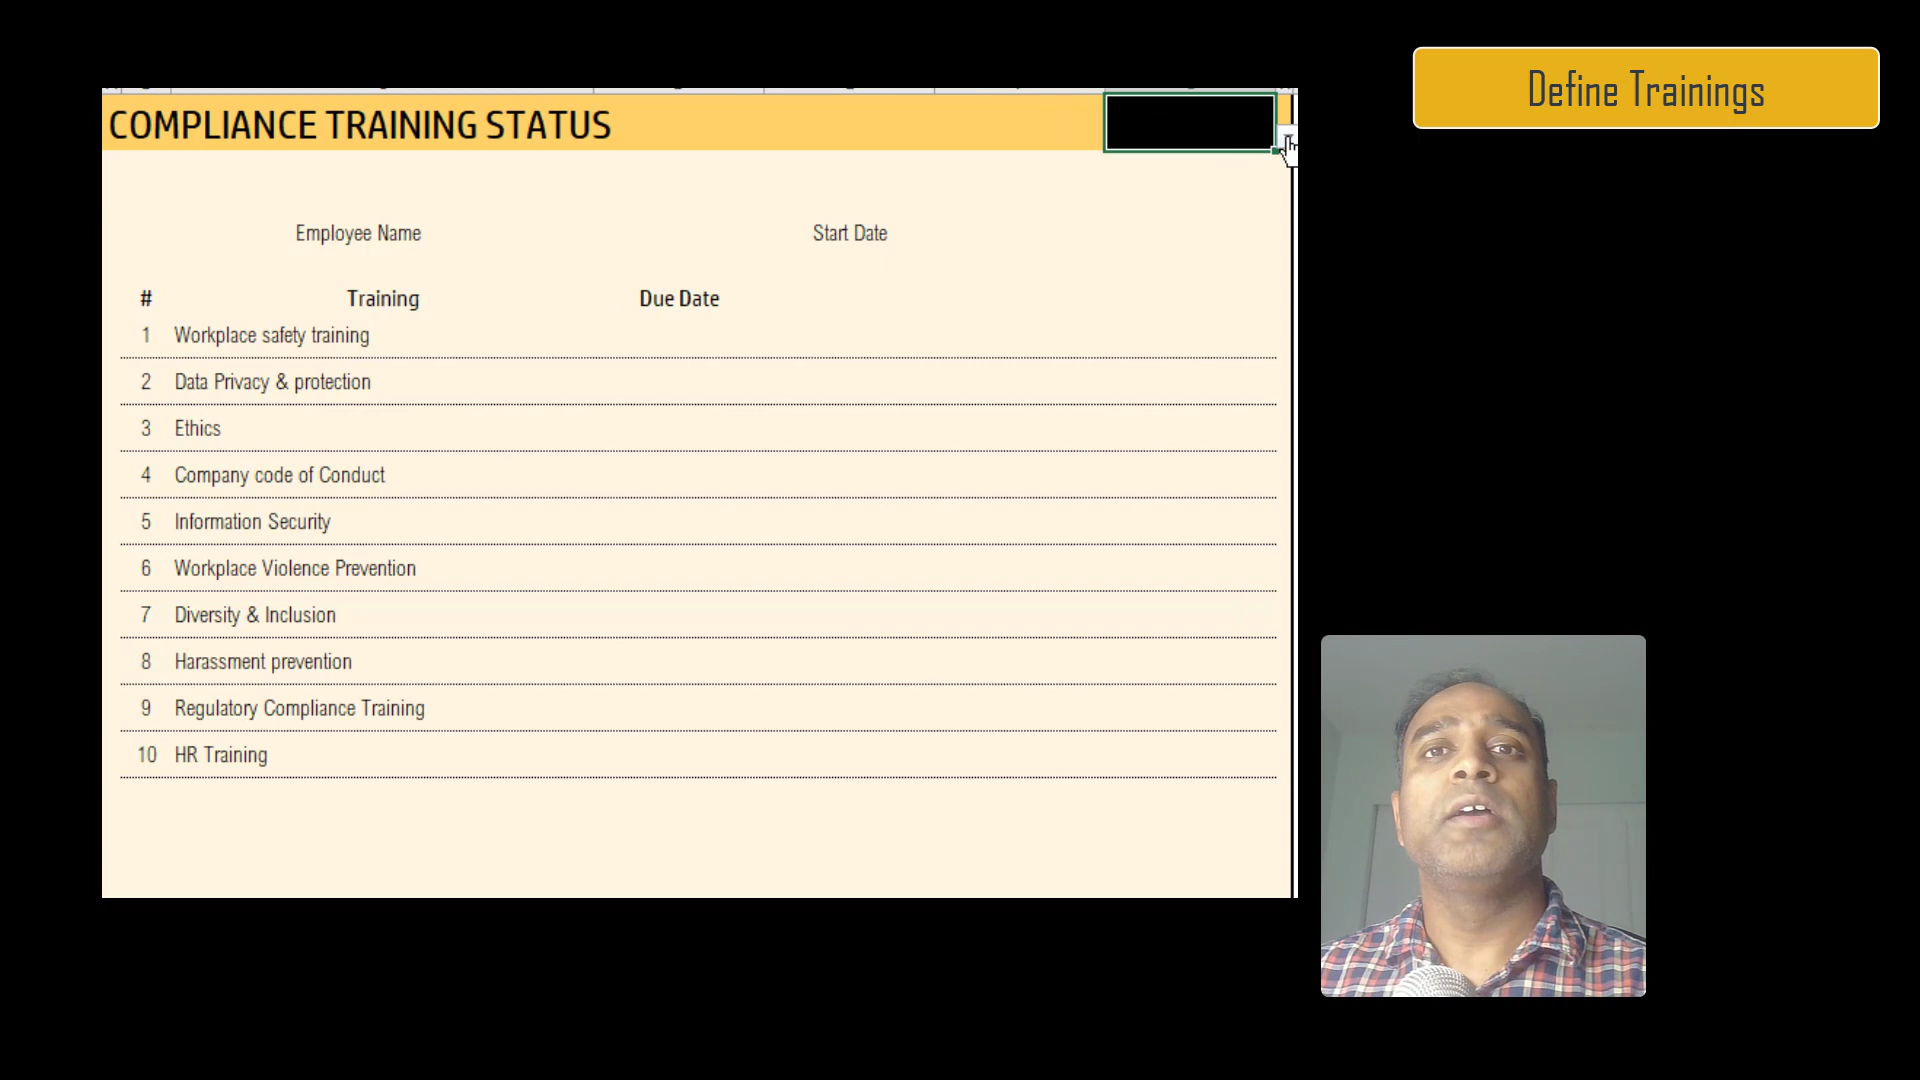 Define Trainings
COMPLIANCE TRAINING STATUS
Employee Name Start Date
# Training Due Date
1 Workplace safety training
2 Data Privacy & protection
3 Ethics
4 Company code of Conduct
5 Information Security
6 Workplace Violence Prevention
7 Diversity & Inclusion
8 Harassment prevention
9 Regulatory Compliance Training
10 HR Training